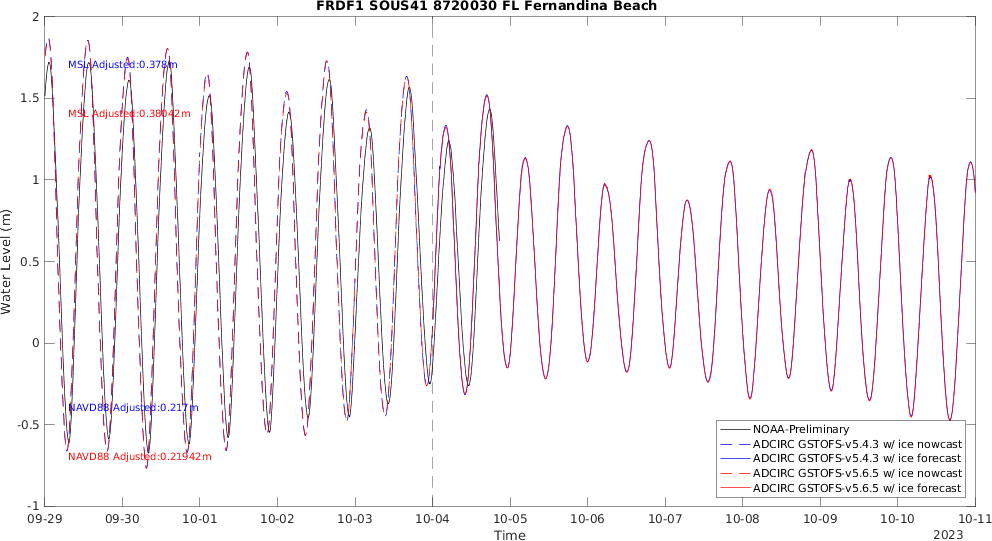 FRDF1 SOUS41 8720030 FL Fernandina Beach
2
1.5
1
0.5
0
-0.5
-1
Water Level (m)
MSL Adjusted:0.378m
MSL Adjusted:0.38042m
NAVD88 Adjusted:0.217m
NAVD88 Adjusted:0.21942m
NOAA-Preliminary
ADCIRC GSTOFS-v5.4.3 w/ ice nowcast
ADCIRC GSTOFS-v5.4.3 w/ ice forecast
ADCIRC GSTOFS-v5.6.5 w/ ice nowcast
ADCIRC GSTOFS-v5.6.5 w/ ice forecast
09-29 09-30 10-01 10-02 10-03 10-04 10-05 10-06 10-07 10-08 10-09 10-10 10-11
Time
2023